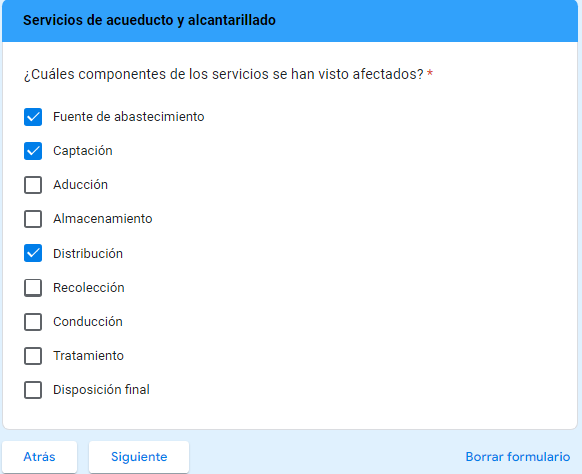 Servicios de acueducto y alcantarillado
¿Cuáles componentes de los servicios se han visto afectados? *
Fuente de abastecimiento
Captación
Aducción
Almacenamiento
Distribución
Recolección
Conducción
Tratamiento
Disposición final
Atrás Siguiente Borrar formulario